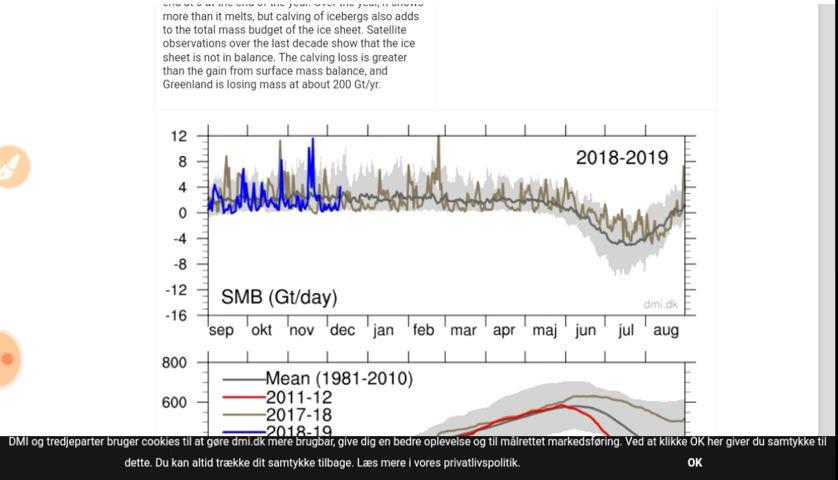 more than it melts, but calving of icebergs also adds
to the total mass budget of the ice sheet. Satellite
observations over the last decade show that the ice
sheet is not in balance. The calving loss is greater
than the gain from surface mass balance, and
Greenland is losing mass at about 200 Gt/yr.
12
8
4
0
-4
-8
-12
-16
2018-2019
SMB (Gt/day)
dmi.dk
sep okt nov dec jan feb mar apr maj jun jul aug
800
600
Mean (1981-2010)
2011-12
2017-18
2018-19
DMI og tredjeparter bruger cookies til at gøre dmi.dk mere brugbar, give dig en bedre oplevelse og til målrettet markedsføring. Ved at klikke OK her giver du samtykke til
dette. Du kan altid trække dit samtykke tilbage. Læs mere i vores privatlivspolitik.
OK